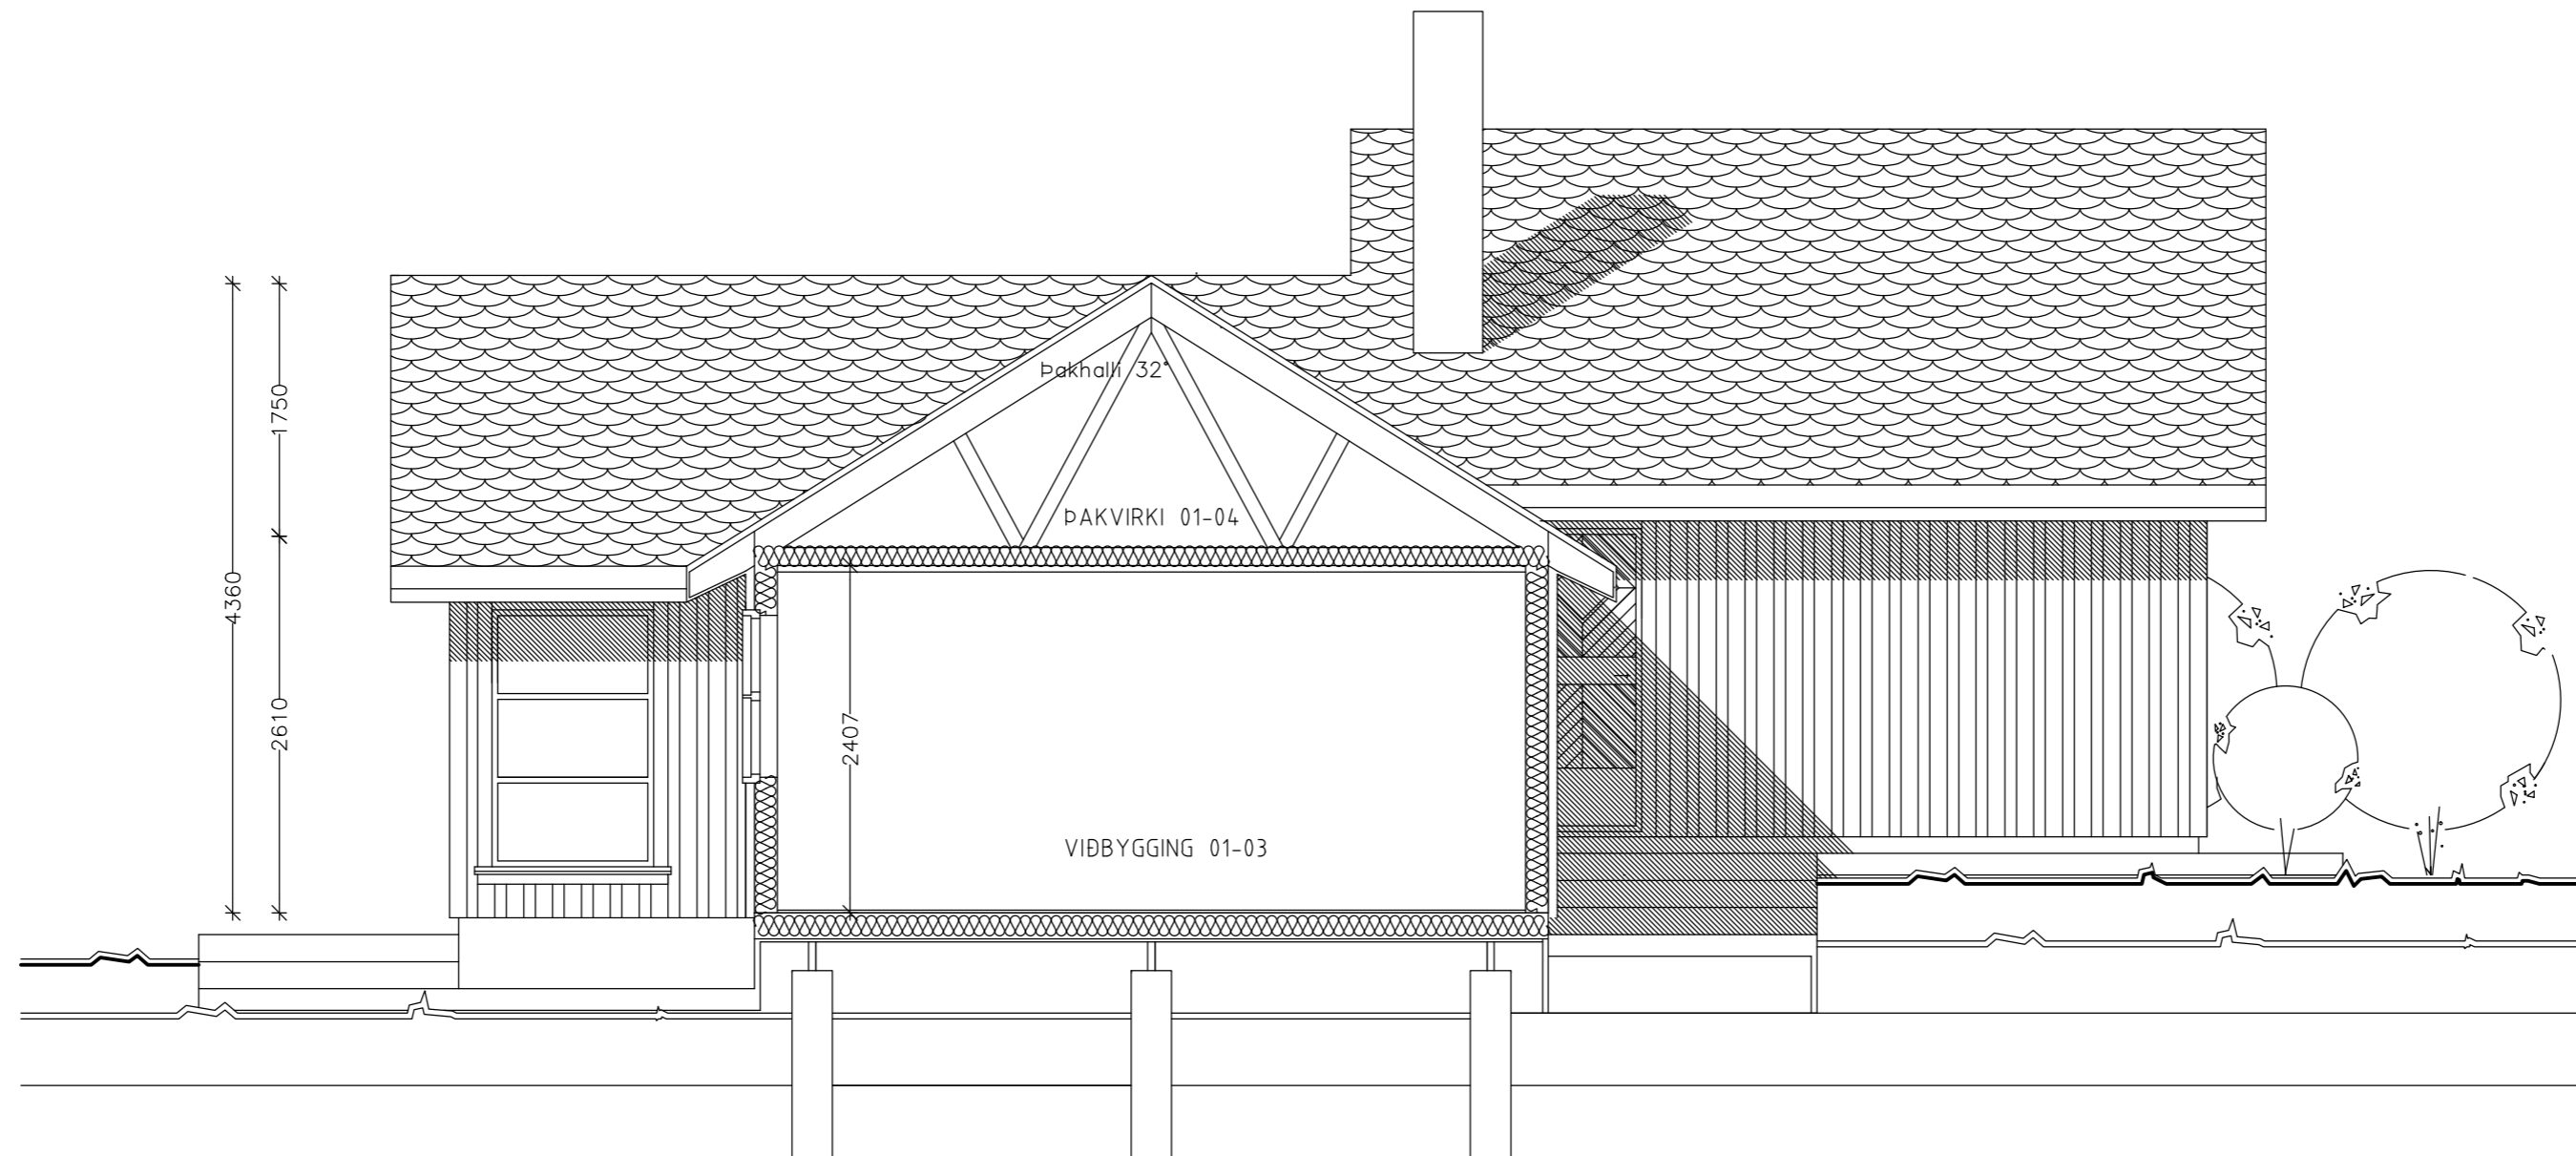 Þakhalli 32°
1750
ÞAKVIRKI 01-04
4360
2610
2407
VIÐBYGGING 01-03